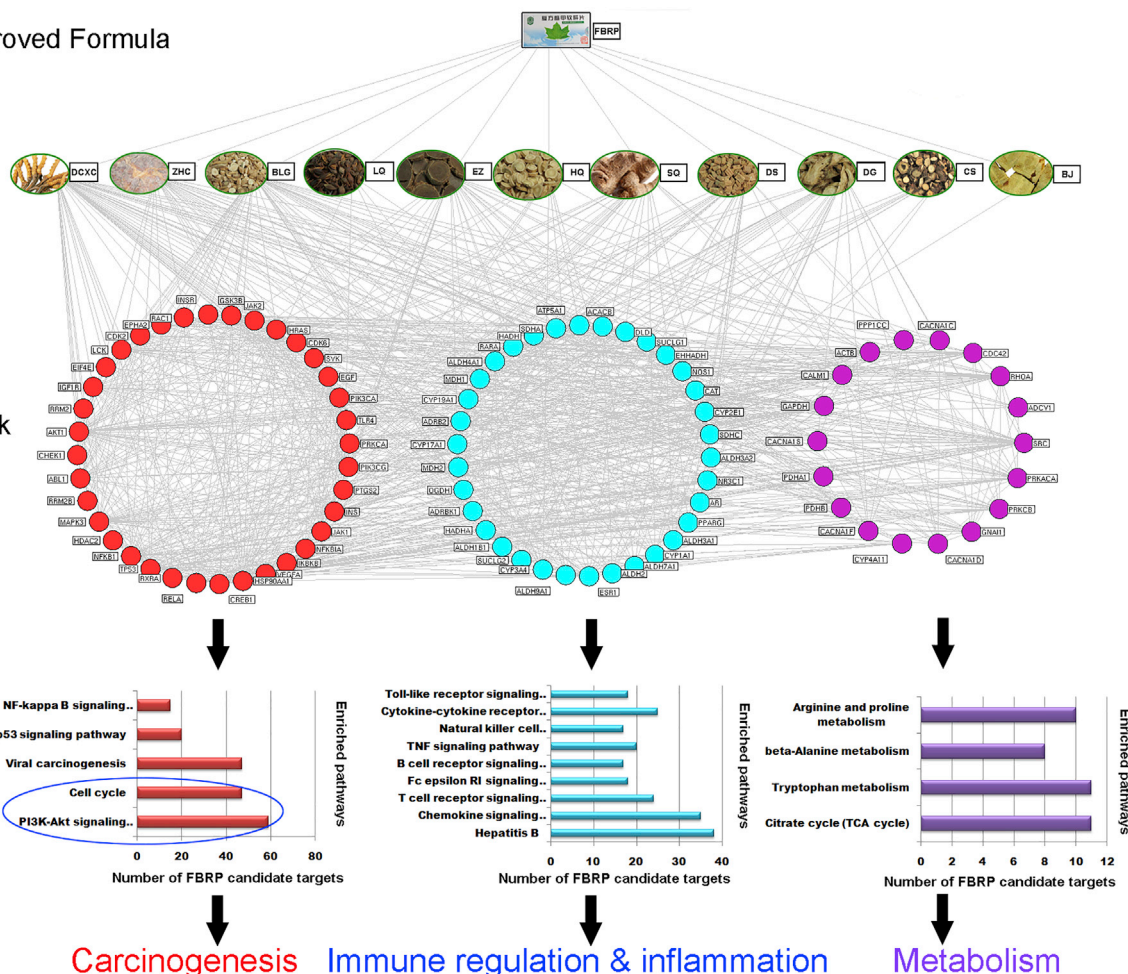 roved Formula
复方鳖甲软肝片
FBRP
DCXC
ZHC
BLG
LQ
EZ
HQ
SQ
DS
DG
CS
BJ
k
INSR
GSK3B
JAK2
RAC1
EPHA2
HRAS
CDK2
CDK6
LCK
SYK
EIF4E
EGF
IGF1R
PIK3CA
RRM2
TLR4
AKT1
PRKCA
CHEK1
PIK3CG
ABL1
PTGS2
RRM2B
INS
MAPK3
JAK1
HDAC2
NFKBIA
NFKB1
IKBKB
TP53
VEGFA
RXRA
HSP90AA1
RELA
CREB1
ATP5A1
ACACB
SDHA
DLD
HADH
SUCLG1
RARA
EHHADH
ALDH4A1
NOS1
MDH1
CAT
CYP19A1
CYP2E1
ADRB2
SDHC
CYP17A1
ALDH3A2
MDH2
NR3C1
OGDH
AR
ADRBK1
PPARG
HADHA
ALDH3A1
ALDH1B1
CYP1A1
SUCLG2
ALDH7A1
CYP3A4
ALDH2
ALDH9A1
ESR1
PPP1CC
CACNA1C
ACTB
CDC42
CALM1
RHOA
GAPDH
ADCY1
CACNA1S
SRC
PDHA1
PRKACA
PDHB
PRKCB
CACNA1F
GNAI1
CYP4A11
CACNA1D
NF-kappa B signaling..
p53 signaling pathway
Viral carcinogenesis
Cell cycle
PI3K-Akt signaling..
0 20 40 60 80
Number of FBRP candidate targets
Enriched pathways
Toll-like receptor signaling..
Cytokine-cytokine receptor..
Natural killer cell..
TNF signaling pathway
B cell receptor signaling..
Fc epsilon RI signaling..
T cell receptor signaling..
Chemokine signaling..
Hepatitis B
0 10 20 30 40
Number of FBRP candidate targets
Enriched pathways
Arginine and proline
metabolism
beta-Alanine metabolism
Tryptophan metabolism
Citrate cycle (TCA cycle)
0 2 4 6 8 10 12
Number of FBRP candidate targets
Enriched pathways
Carcinogenesis
Immune regulation & inflammation
Metabolism